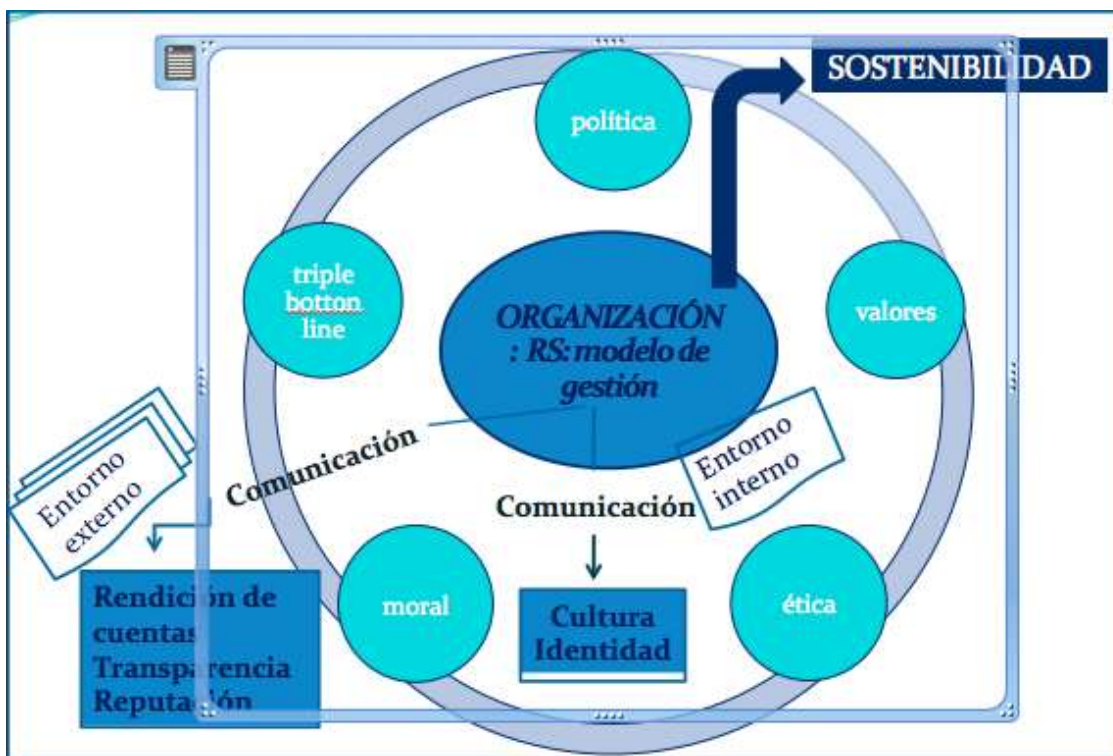 SOSTENIBILIDAD
política
triple
botton
line
valores
ORGANIZACIÓN
: RS: modelo de
gestión
Comunicación
Entorno
externo
Entorno
interno
Comunicación
moral
ética
Rendición de
cuentas
Transparencia
Reputación
Cultura
Identidad